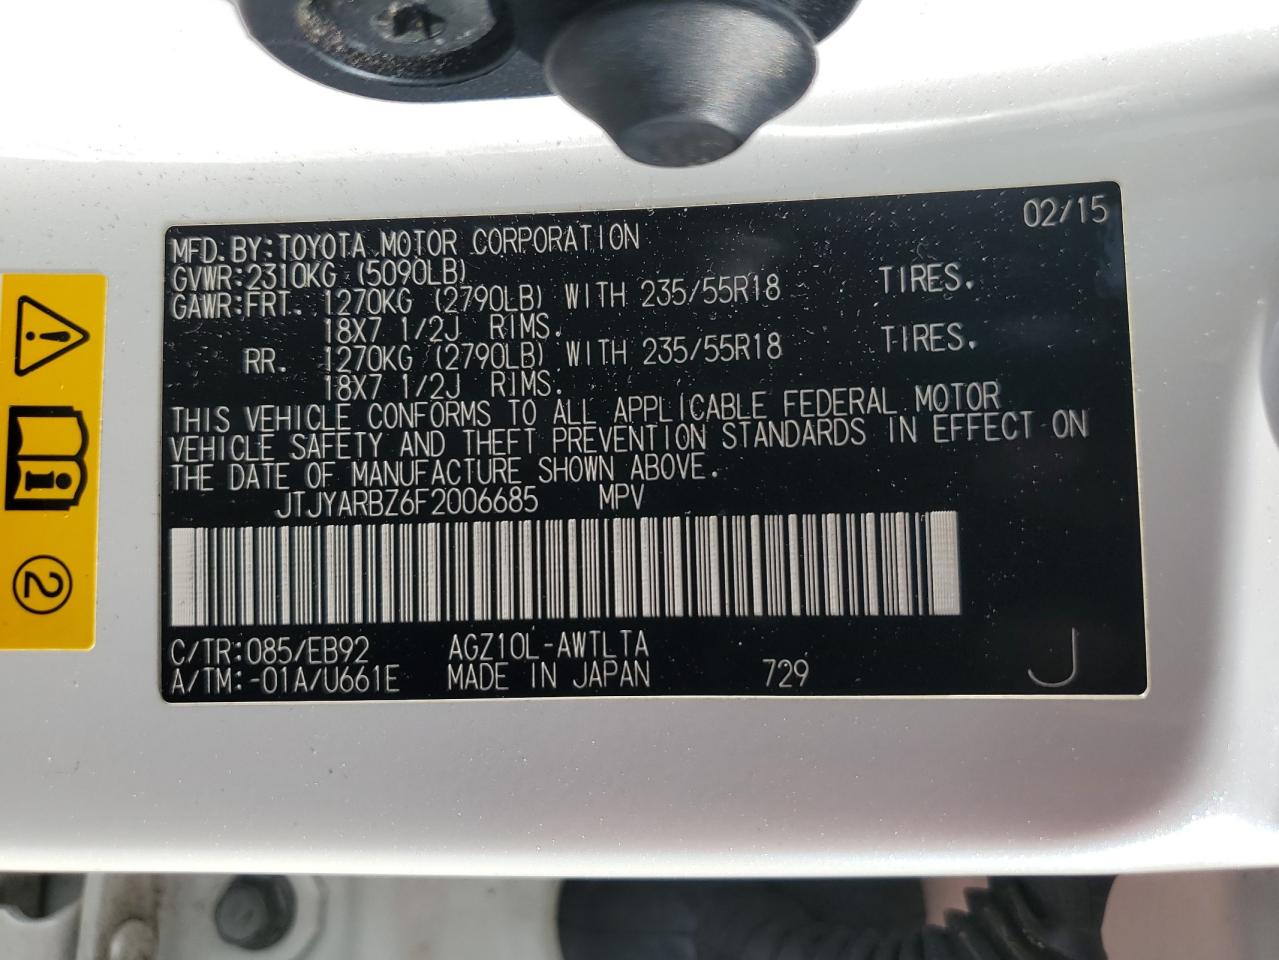 02/15
MFD.BY:TOYOTA MOTOR CORPORATION
GVWR:2310KG (5090LB)
GAWR:FRT. 1270KG (2790LB) WITH 235/55R18 TIRES.
18X7 1/2J RIMS.
RR. 1270KG (2790LB) WITH 235/55R18 TIRES.
18X7 1/2J RIMS.
THIS VEHICLE CONFORMS TO ALL APPLICABLE FEDERAL MOTOR
VEHICLE SAFETY AND THEFT PREVENTION STANDARDS IN EFFECT ON
THE DATE OF MANUFACTURE SHOWN ABOVE.
JTJYARBZ6F2006685 MPV
C/TR:085/EB92 AGZ10L-AWTLTA
A/TM:-01A/U661E MADE IN JAPAN 729 J
2